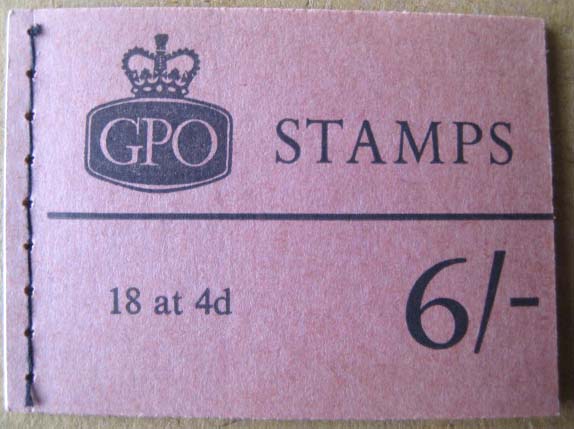 GPO
STAMPS
18 at 4d
6/-